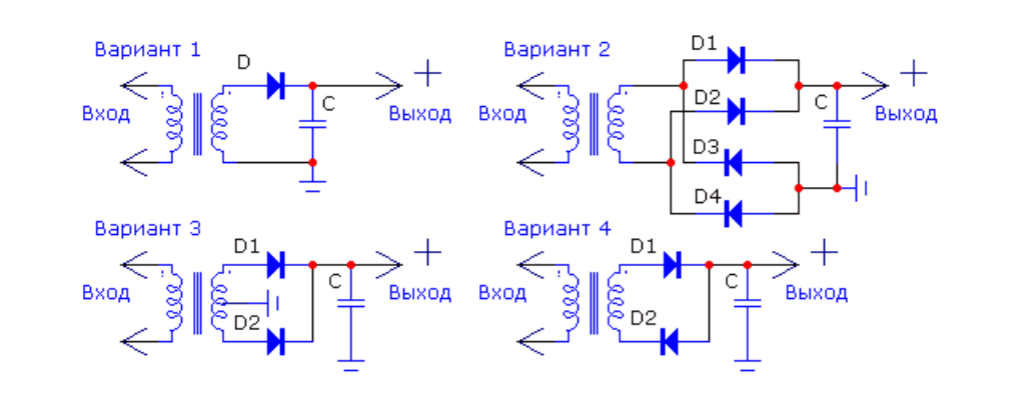 Вариант 1
D
+
C
Вход
Выход
Вариант 2
D1
+
D2
C
Вход
Выход
D3
D4
Вариант 3
D1
+
C
Вход
Выход
D2
Вариант 4
D1
+
C
Вход
Выход
D2